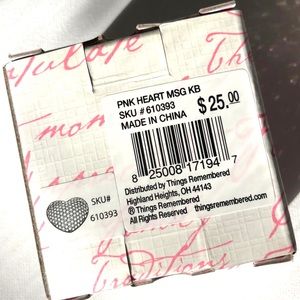 PNK HEART MSG KB
SKU # 610393
MADE IN CHINA
$25.00
8 25008 17194 7
Distributed by Things Remembered
Highland Heights, OH 44143
® Things Remembered
All Rights Reserved thingsremembered.com
SKU#
610393
traditions